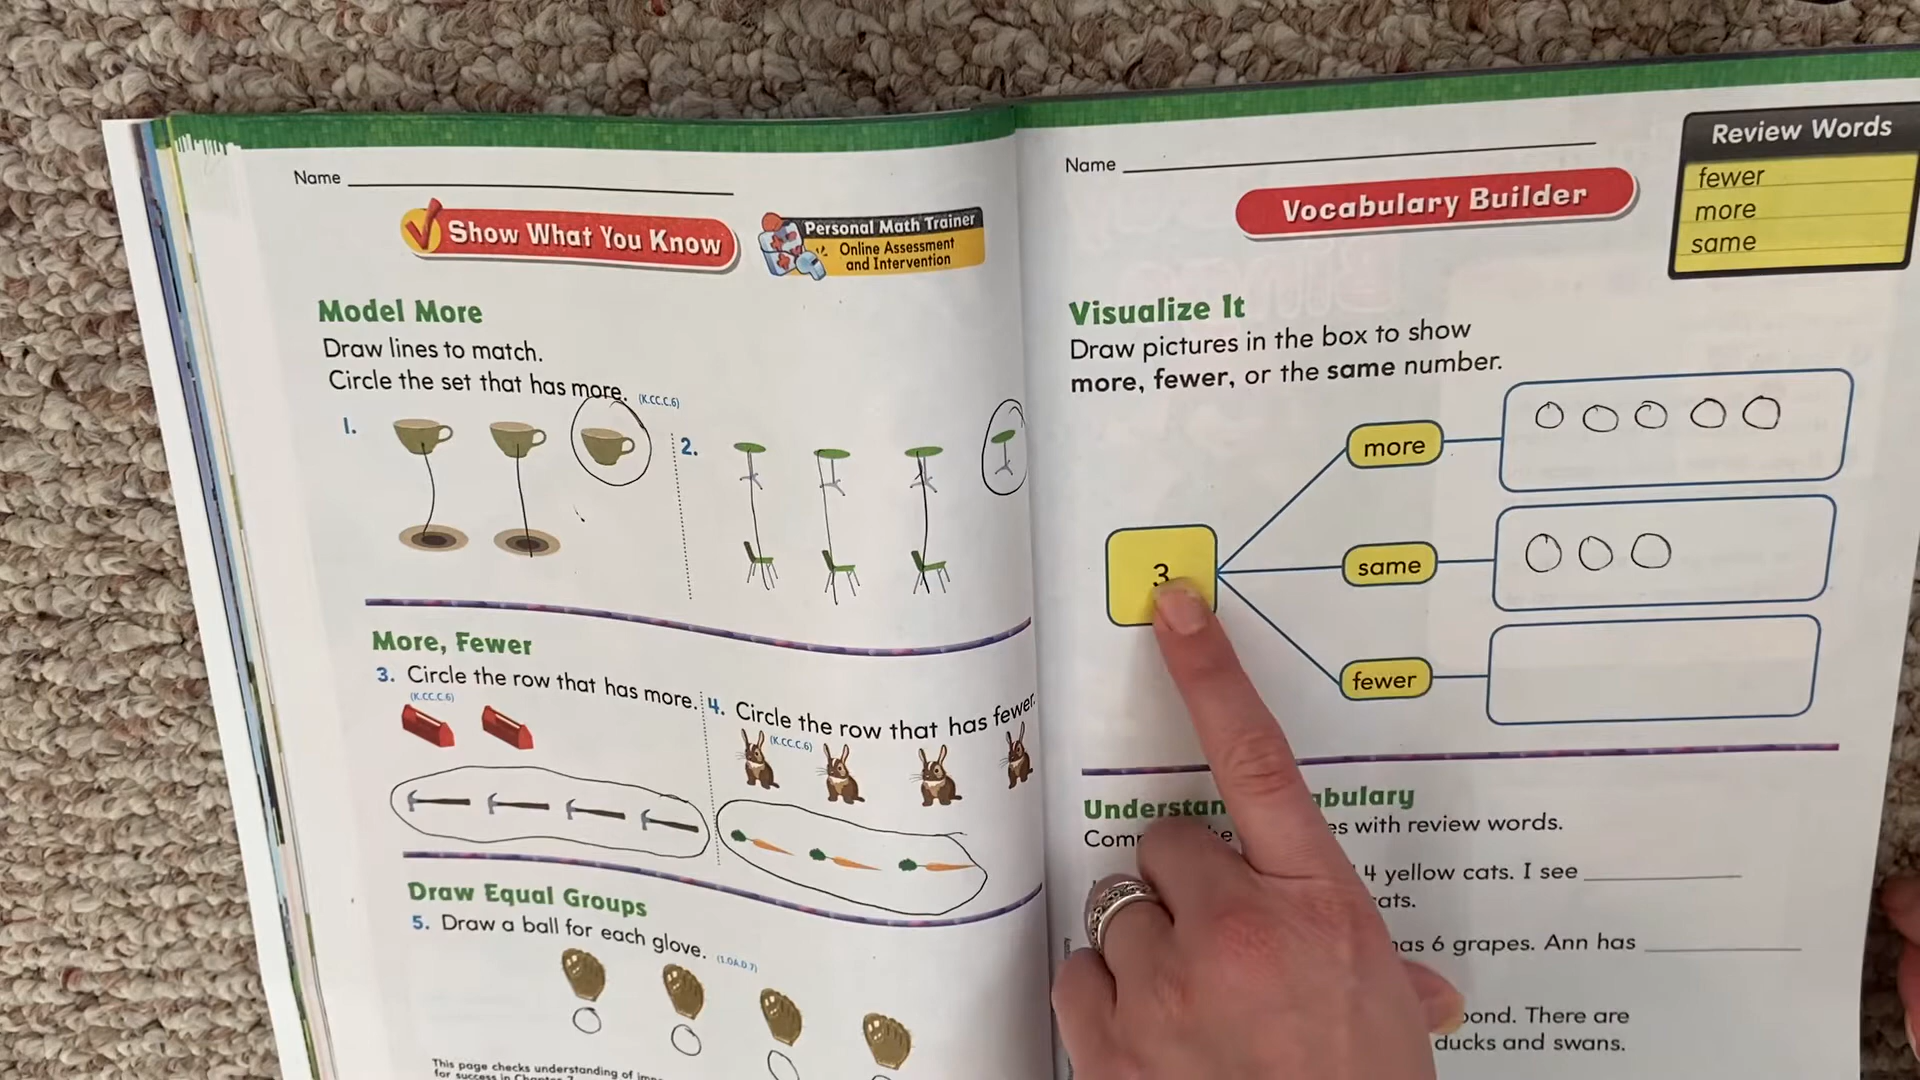 Name
Show What You Know
Personal Math Trainer
Online Assessment
and Intervention
Model More
Draw lines to match.
Circle the set that has more. (K.CC.C.6)
1.
2.
More, Fewer
3. Circle the row that has more.
(K.CC.C.6)
4. Circle the row that has fewer.
(K.CC.C.6)
Draw Equal Groups
5. Draw a ball for each glove. (1.OA.D.7)
This page checks understanding of
for success in
Name
Vocabulary Builder
Review Words
fewer
more
same
Visualize It
Draw pictures in the box to show
more, fewer, or the same number.
more
3
same
fewer
with review words.
4 yellow cats. I see
has 6 grapes. Ann has
There are
ducks and swans.